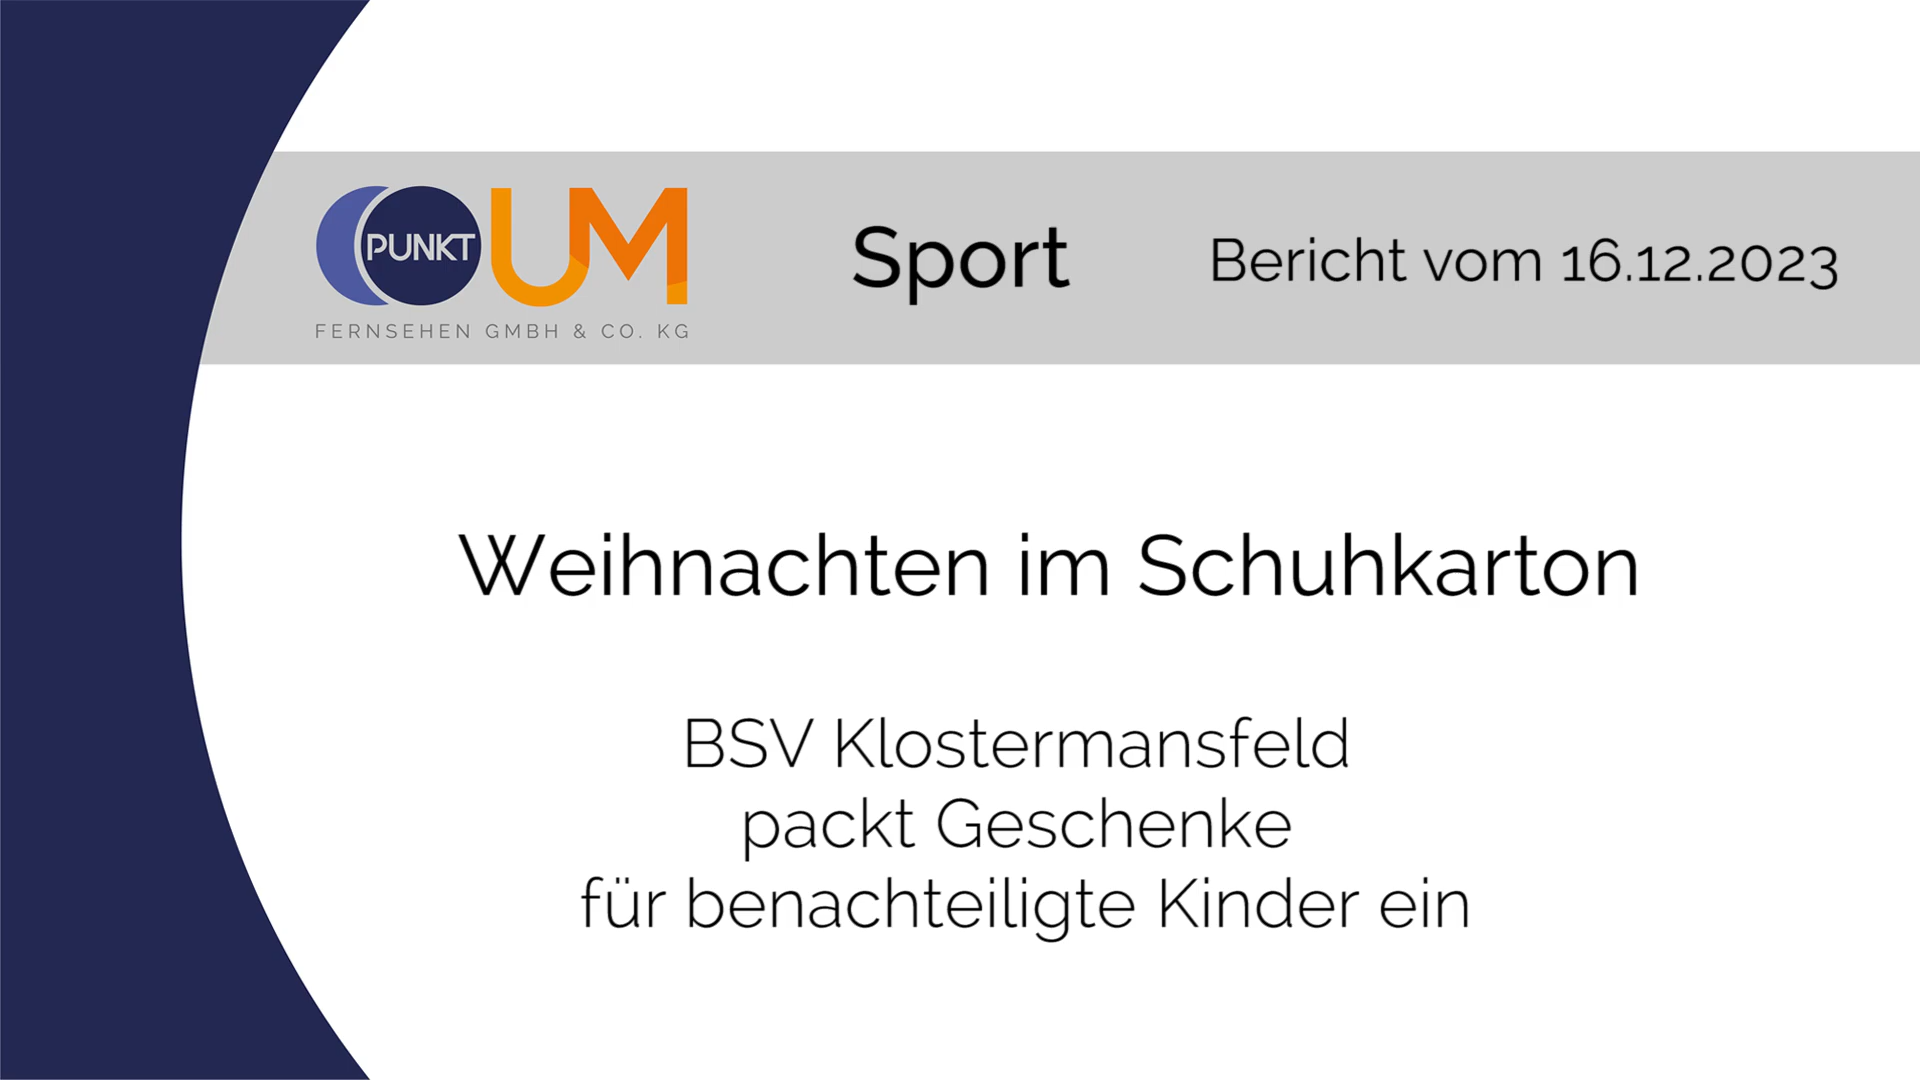 PUNKT UM
FERNSEHEN GMBH & CO. KG
Sport
Bericht vom 16.12.2023
Weihnachten im Schuhkarton
BSV Klostermansfeld
packt Geschenke
für benachteiligte Kinder ein